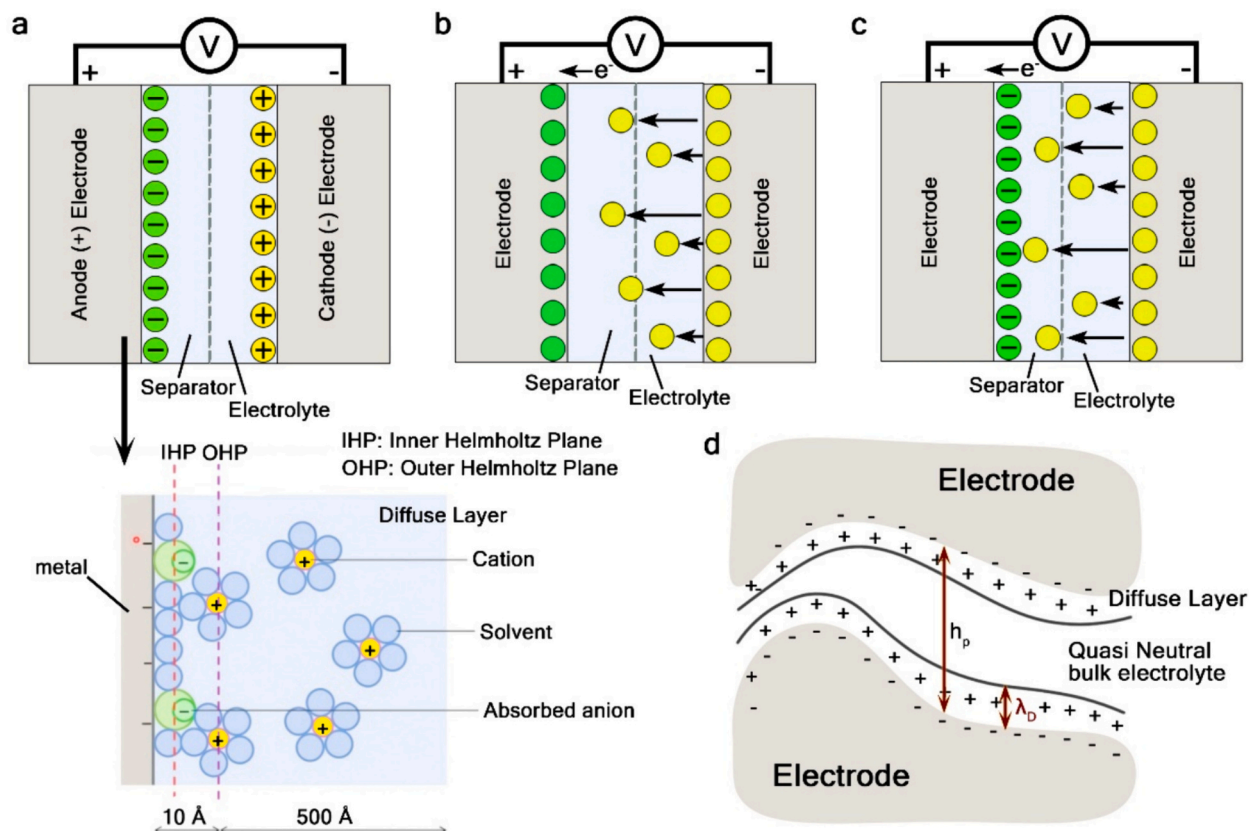 a
V
+
-
Anode (+) Electrode
Cathode (-) Electrode
Separator
Electrolyte
b
V
+
e-
-
Electrode
Electrode
Separator
Electrolyte
c
V
+
e-
-
Electrode
Electrode
Separator
Electrolyte
IHP OHP
IHP: Inner Helmholtz Plane
OHP: Outer Helmholtz Plane
Diffuse Layer
metal
Cation
Solvent
Absorbed anion
10 Å
500 Å
d
Electrode
Diffuse Layer
hp
Quasi Neutral
bulk electrolyte
λD
Electrode